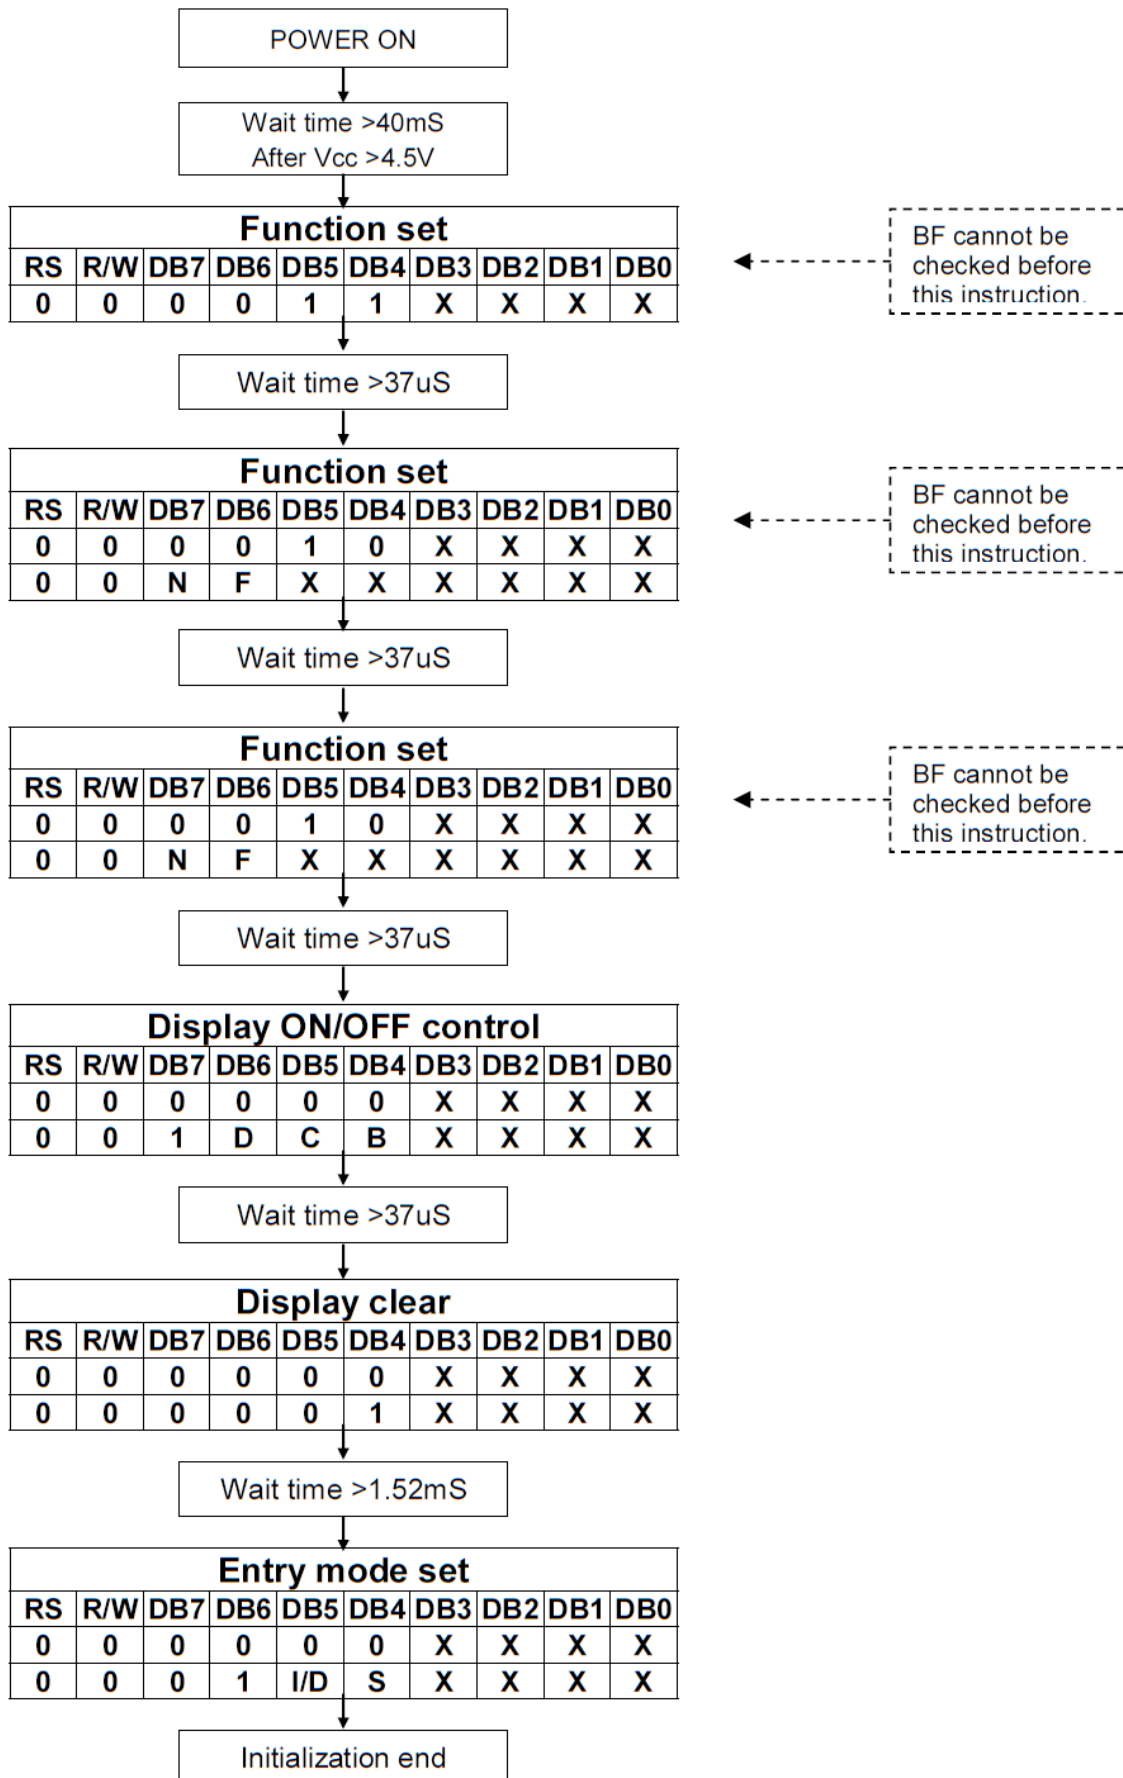 POWER ON
Wait time >40mS
After Vcc >4.5V
Function set
RS R/W DB7 DB6 DB5 DB4 DB3 DB2 DB1 DB0
0 0 0 0 1 1 X X X X
BF cannot be
checked before
this instruction.
Wait time >37uS
Function set
RS R/W DB7 DB6 DB5 DB4 DB3 DB2 DB1 DB0
0 0 0 0 1 0 X X X X
0 0 N F X X X X X X
BF cannot be
checked before
this instruction.
Wait time >37uS
Function set
RS R/W DB7 DB6 DB5 DB4 DB3 DB2 DB1 DB0
0 0 0 0 1 0 X X X X
0 0 N F X X X X X X
BF cannot be
checked before
this instruction.
Wait time >37uS
Display ON/OFF control
RS R/W DB7 DB6 DB5 DB4 DB3 DB2 DB1 DB0
0 0 0 0 0 0 X X X X
0 0 1 D C B X X X X
Wait time >37uS
Display clear
RS R/W DB7 DB6 DB5 DB4 DB3 DB2 DB1 DB0
0 0 0 0 0 0 X X X X
0 0 0 0 0 1 X X X X
Wait time >1.52mS
Entry mode set
RS R/W DB7 DB6 DB5 DB4 DB3 DB2 DB1 DB0
0 0 0 0 0 0 X X X X
0 0 0 1 I/D S X X X X
Initialization end